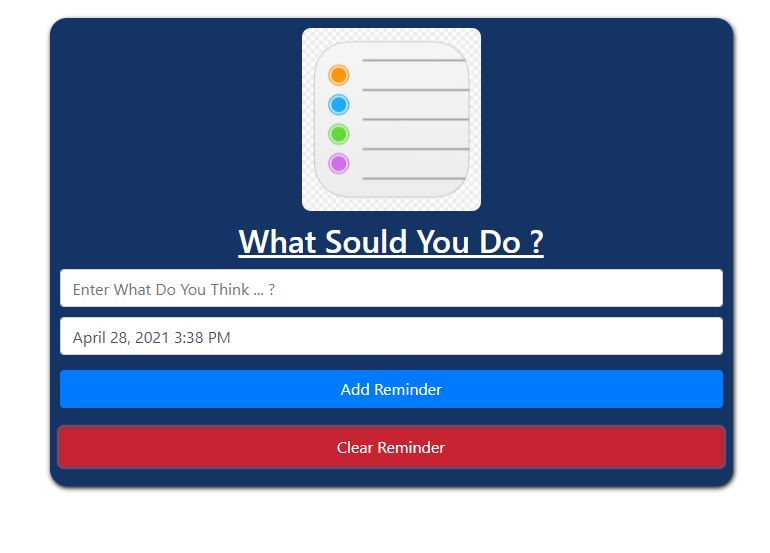 What Sould You Do ?
Enter What Do You Think ... ?
April 28, 2021 3:38 PM
Add Reminder
Clear Reminder